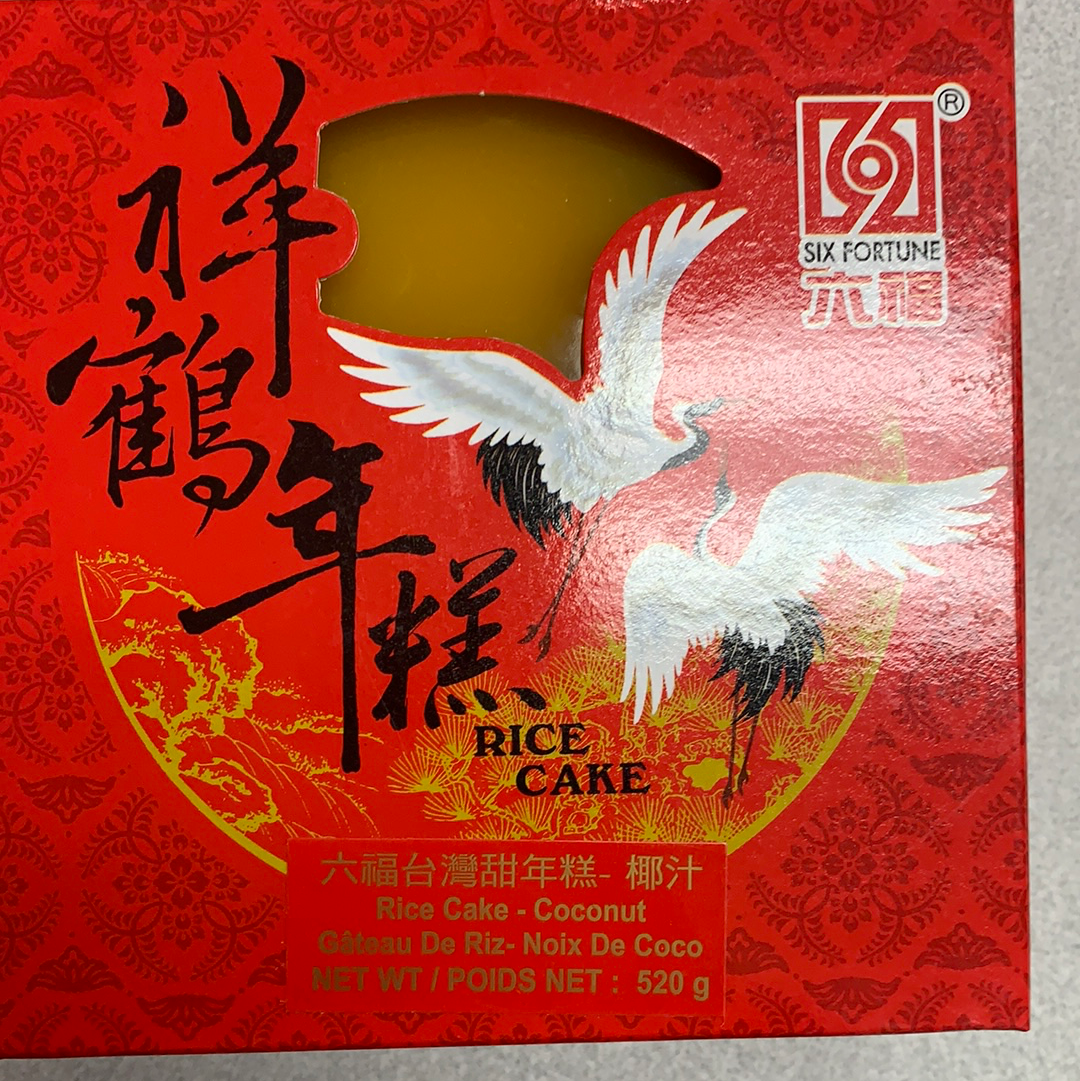 祥鶴年糕
®
SIX FORTUNE
六福
RICE
CAKE
六福台灣甜年糕- 椰汁
Rice Cake - Coconut
Gâteau De Riz- Noix De Coco
NET WT / POIDS NET : 520 g